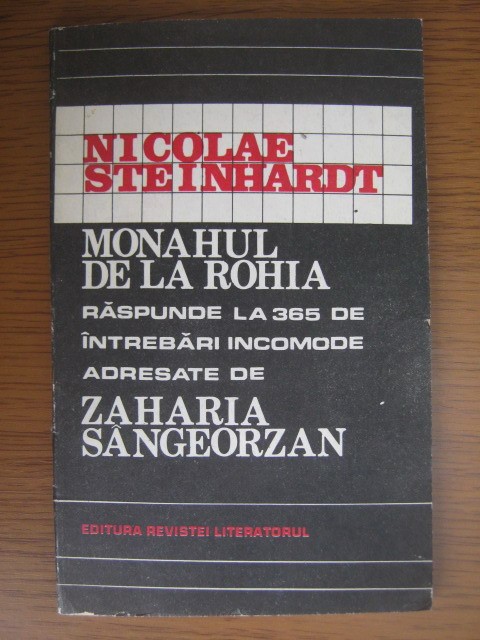 NICOLAE
STEINHARDT
MONAHUL
DE LA ROHIA
RĂSPUNDE LA 365 DE
ÎNTREBĂRI INCOMODE
ADRESATE DE
ZAHARIA
SÂNGEORZAN
EDITURA REVISTEI LITERATORUL